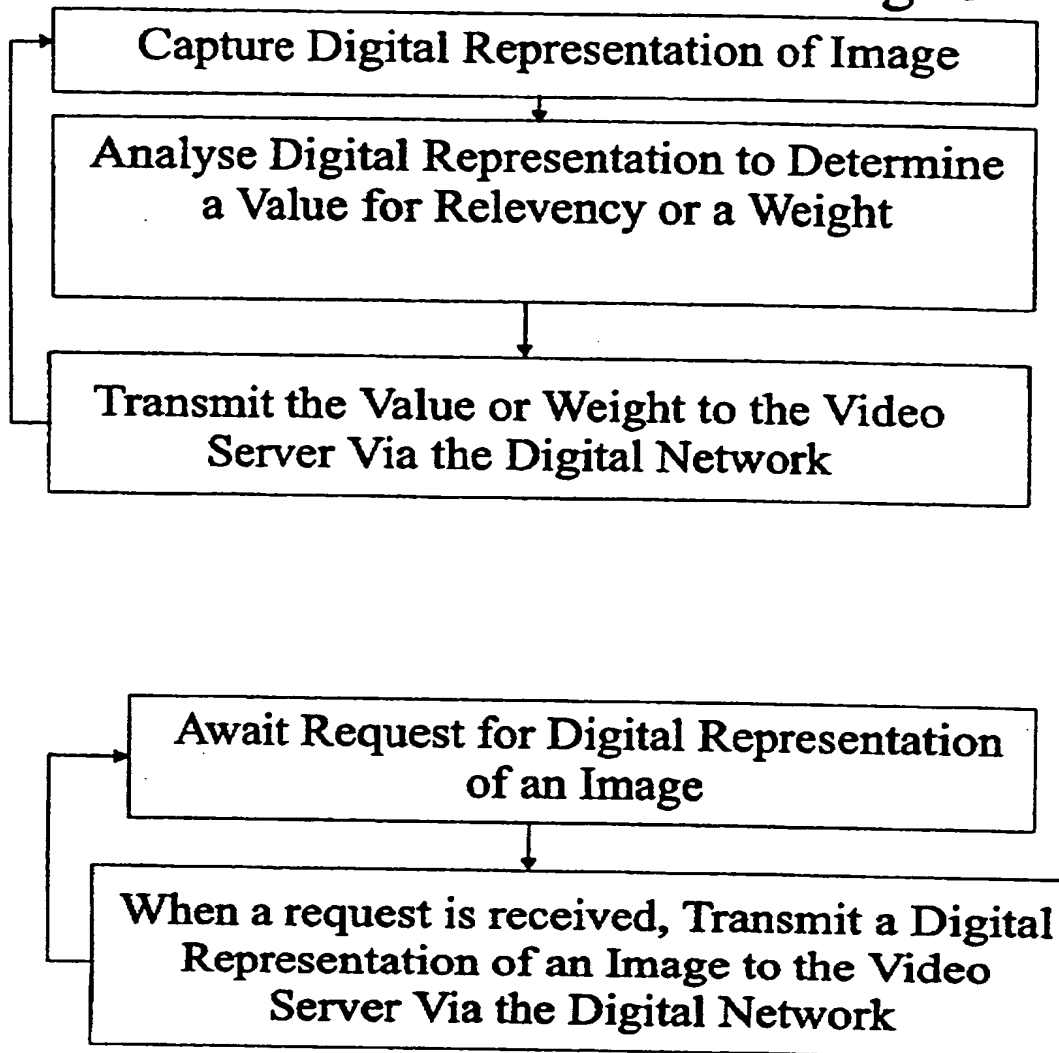 Capture Digital Representation of Image
Analyse Digital Representation to Determine
a Value for Relevency or a Weight
Transmit the Value or Weight to the Video
Server Via the Digital Network
Await Request for Digital Representation
of an Image
When a request is received, Transmit a Digital
Representation of an Image to the Video
Server Via the Digital Network